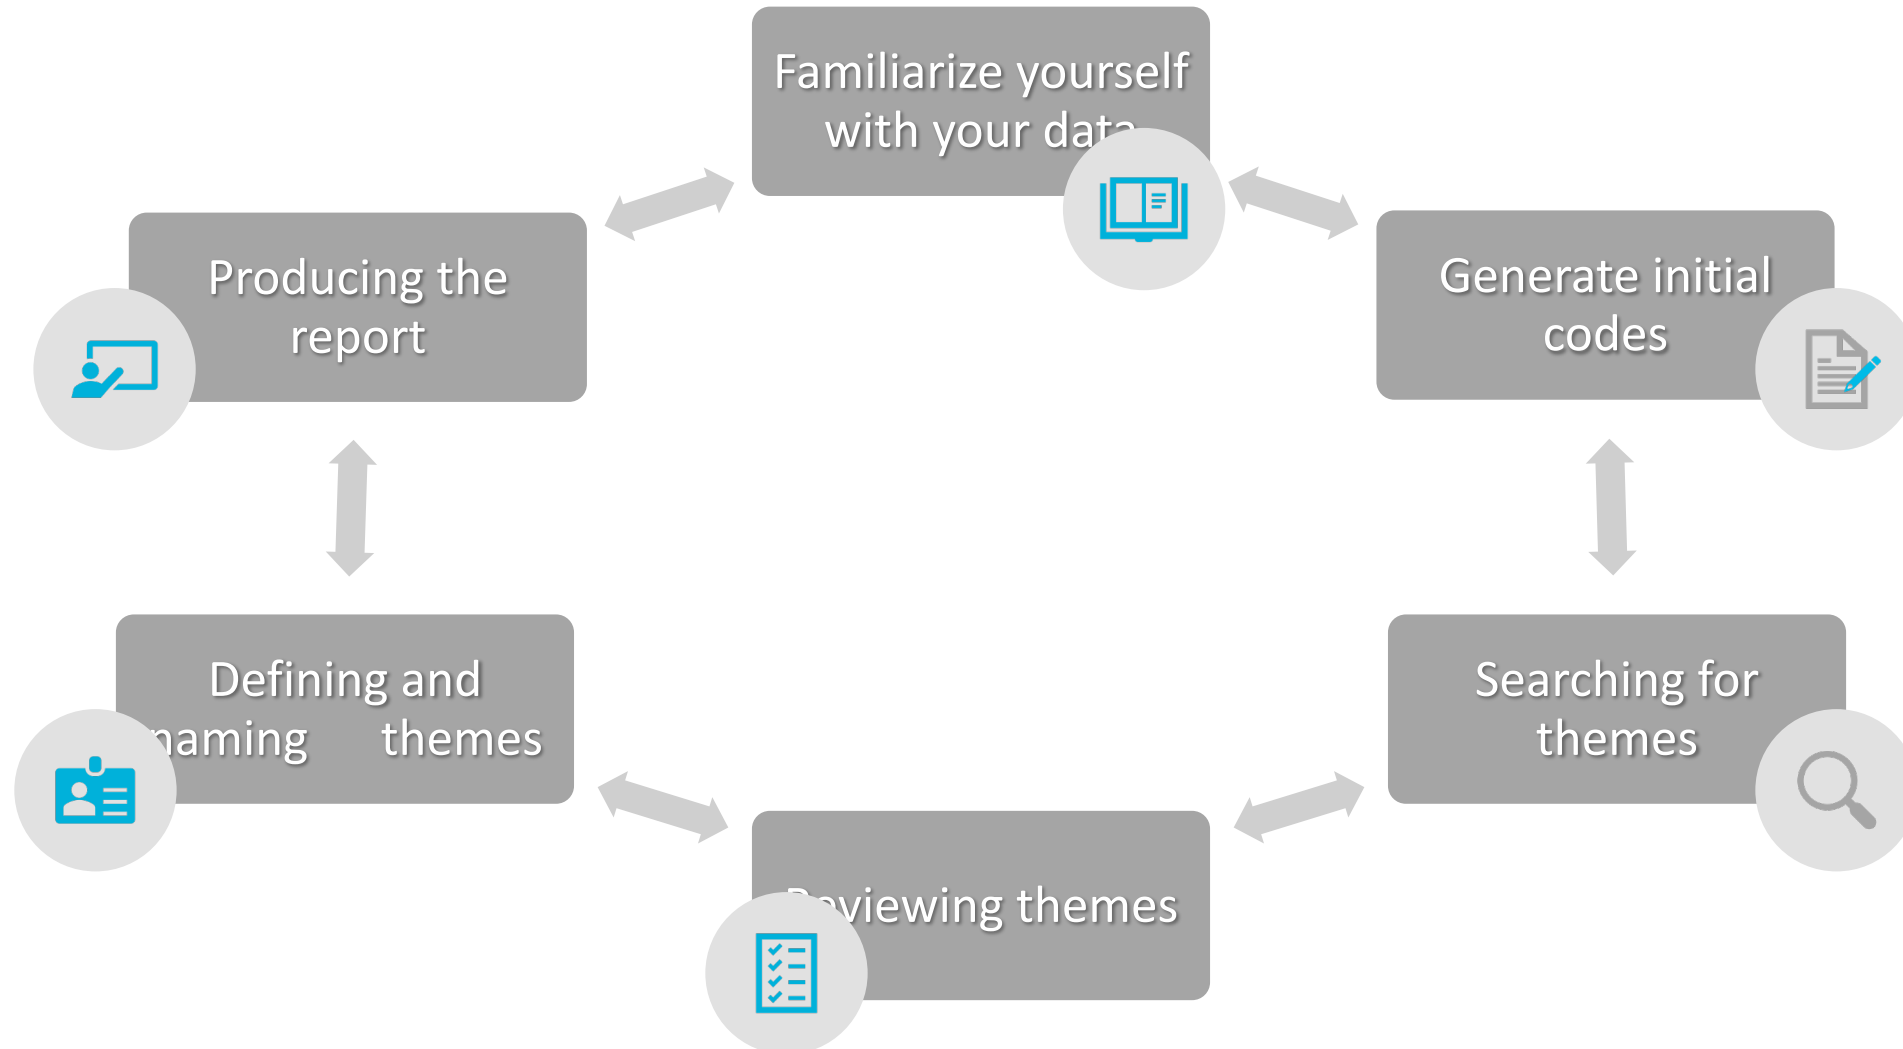 Familiarize yourself
with your data
Generate initial
codes
Searching for
themes
Reviewing themes
Defining and
naming themes
Producing the
report